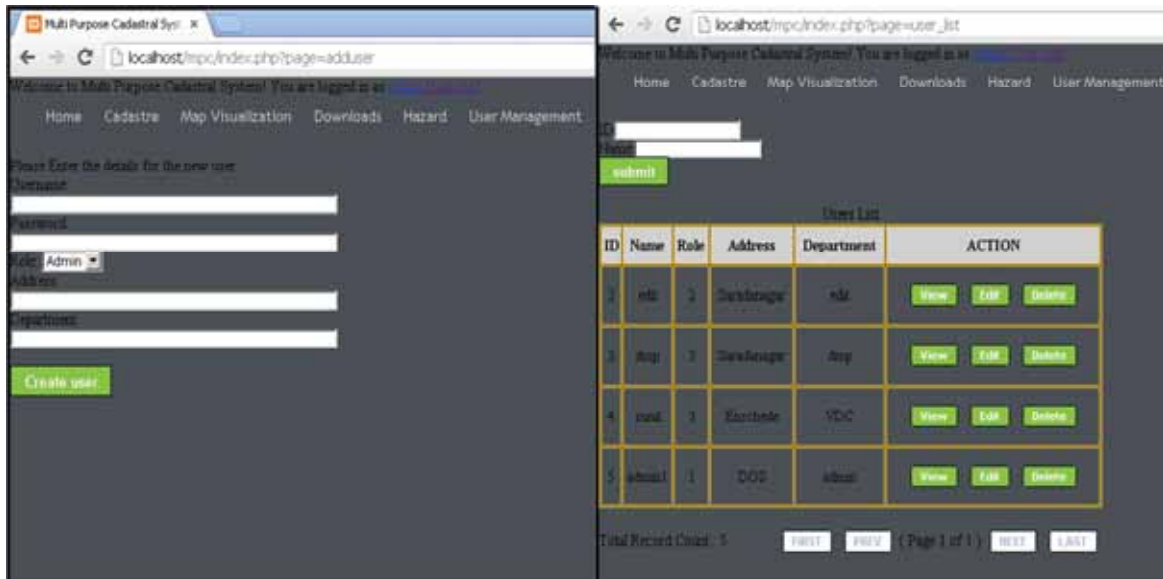 Multi Purpose Cadastral Syst
localhost/mpc/index.php?page=adduser
Welcome to Multi Purpose Cadastral System! You are logged in as
Home Cadastre Map Visualization Downloads Hazard User Management
Please Enter the details for the new user
Username
Password
Role: Admin
Address
Department
Create user
localhost/mpc/index.php?page=user_list
Welcome to Multi Purpose Cadastral System! You are logged in as
Home Cadastre Map Visualization Downloads Hazard User Management
ID
Name
submit
Users List
ID Name Role Address Department ACTION
2 edit 2 edit View Edit Delete
3 3 View Edit Delete
4 3 Enschede VDC View Edit Delete
5 admin1 1 DOS admin View Edit Delete
Total Record Count: 5 FIRST PREV ( Page 1 of 1 ) NEXT LAST